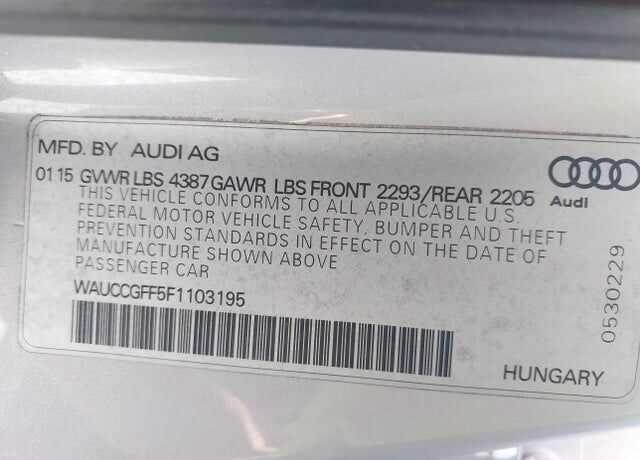 MFD. BY AUDI AG
01 15 GVWR LBS 4387 GAWR LBS FRONT 2293/REAR 2205
THIS VEHICLE CONFORMS TO ALL APPLICABLE U.S.
FEDERAL MOTOR VEHICLE SAFETY, BUMPER AND THEFT
PREVENTION STANDARDS IN EFFECT ON THE DATE OF
MANUFACTURE SHOWN ABOVE
PASSENGER CAR
WAUCCGFF5F1103195
HUNGARY
Audi
0530229